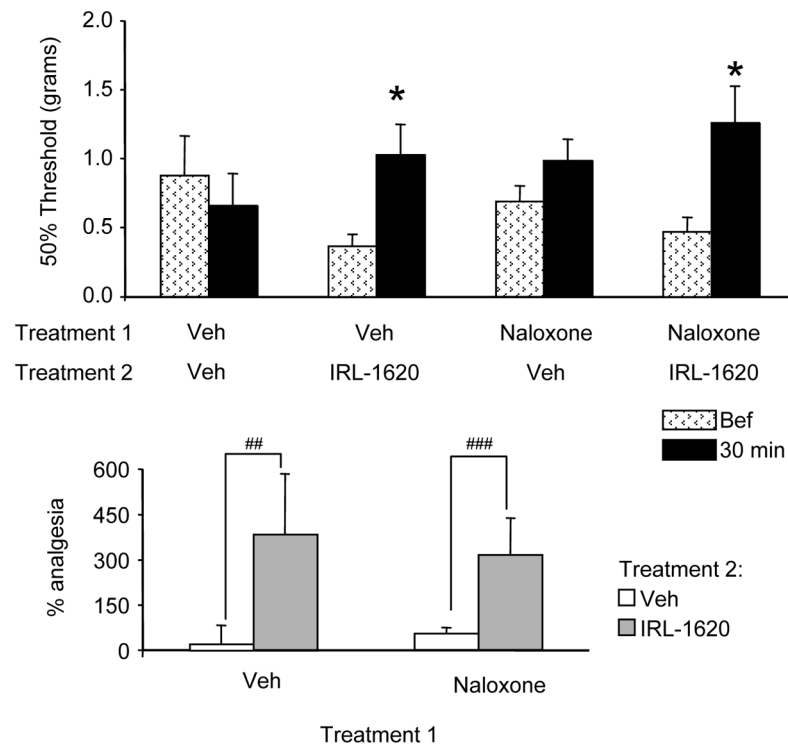 2.0
1.5
1.0
0.5
0.0
50% Threshold (grams)
*
*
Treatment 1 Veh Veh Naloxone Naloxone
Treatment 2 Veh IRL-1620 Veh IRL-1620
Bef
30 min
600
450
300
150
0
% analgesia
##
###
Veh Naloxone
Treatment 1
Treatment 2:
Veh
IRL-1620